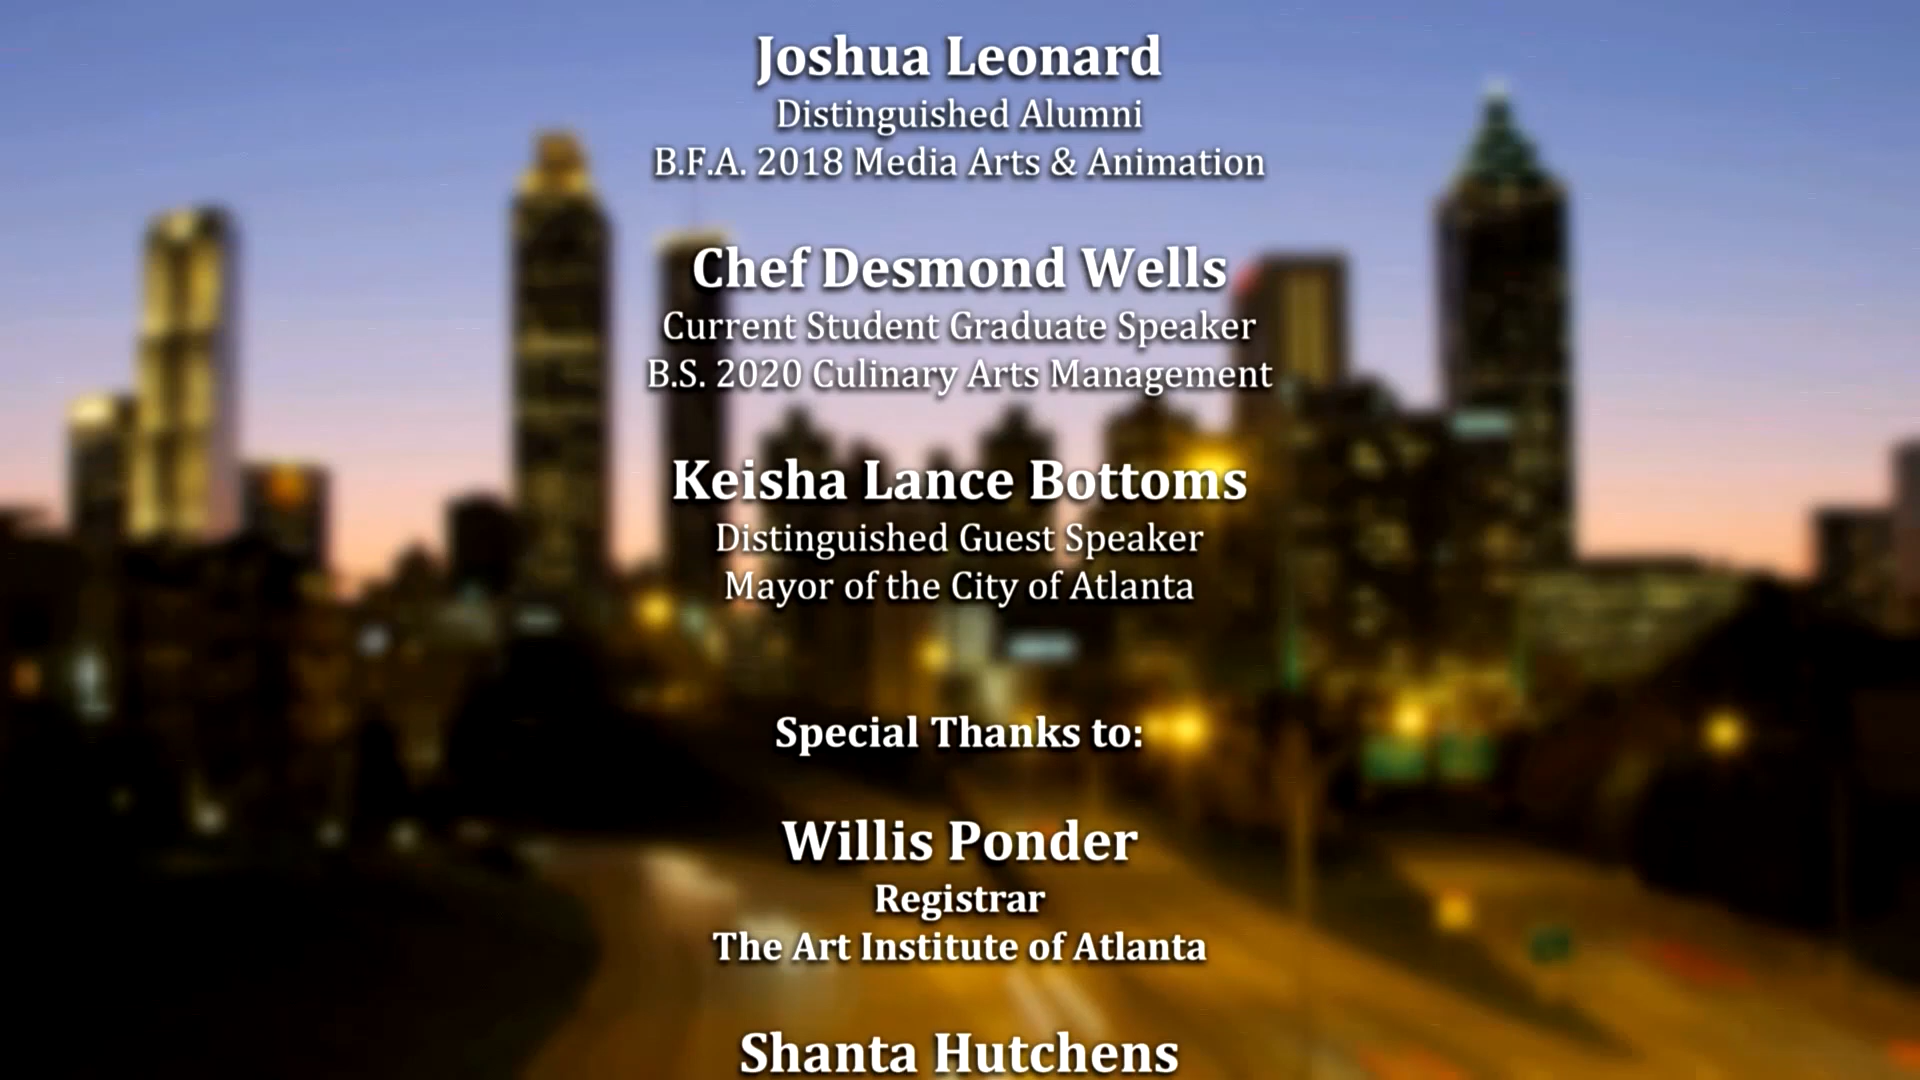 Joshua Leonard
Distinguished Alumni
B.F.A. 2018 Media Arts & Animation
Chef Desmond Wells
Current Student Graduate Speaker
B.S. 2020 Culinary Arts Management
Keisha Lance Bottoms
Distinguished Guest Speaker
Mayor of the City of Atlanta
Special Thanks to:
Willis Ponder
Registrar
The Art Institute of Atlanta
Shanta Hutchens